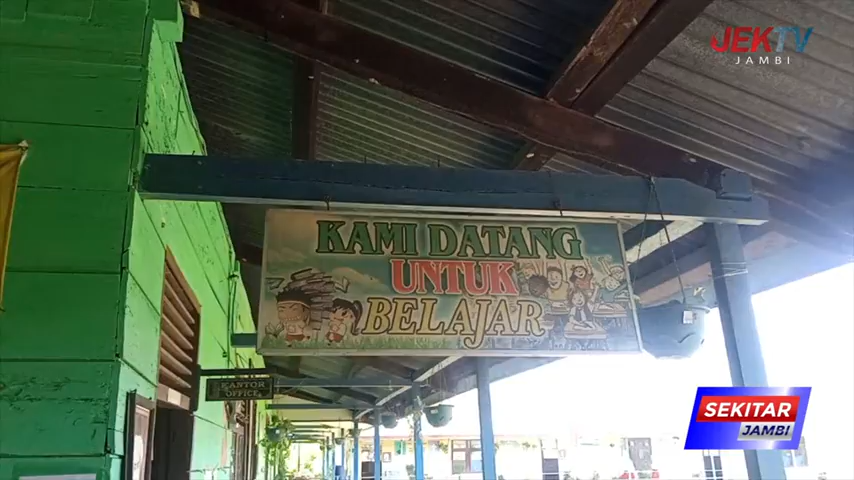 JEKTV
JAMBI
KAMI DATANG
UNTUK
BELAJAR
KANTOR
OFFICE
SEKITAR
JAMBI